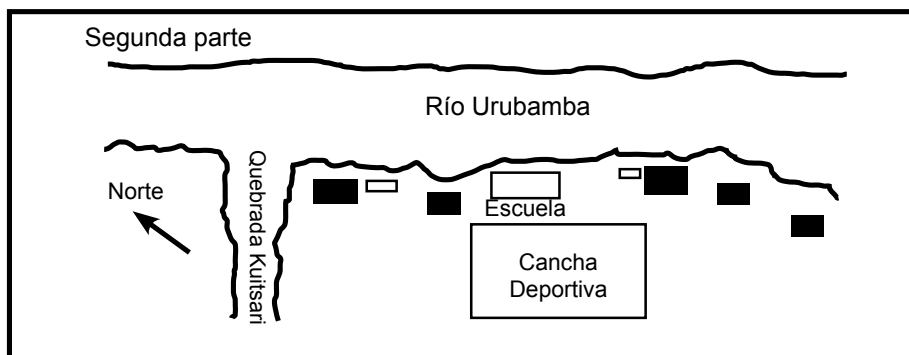 Segunda parte
Río Urubamba
Quebrada Kuitsari
Norte
Escuela
Cancha
Deportiva